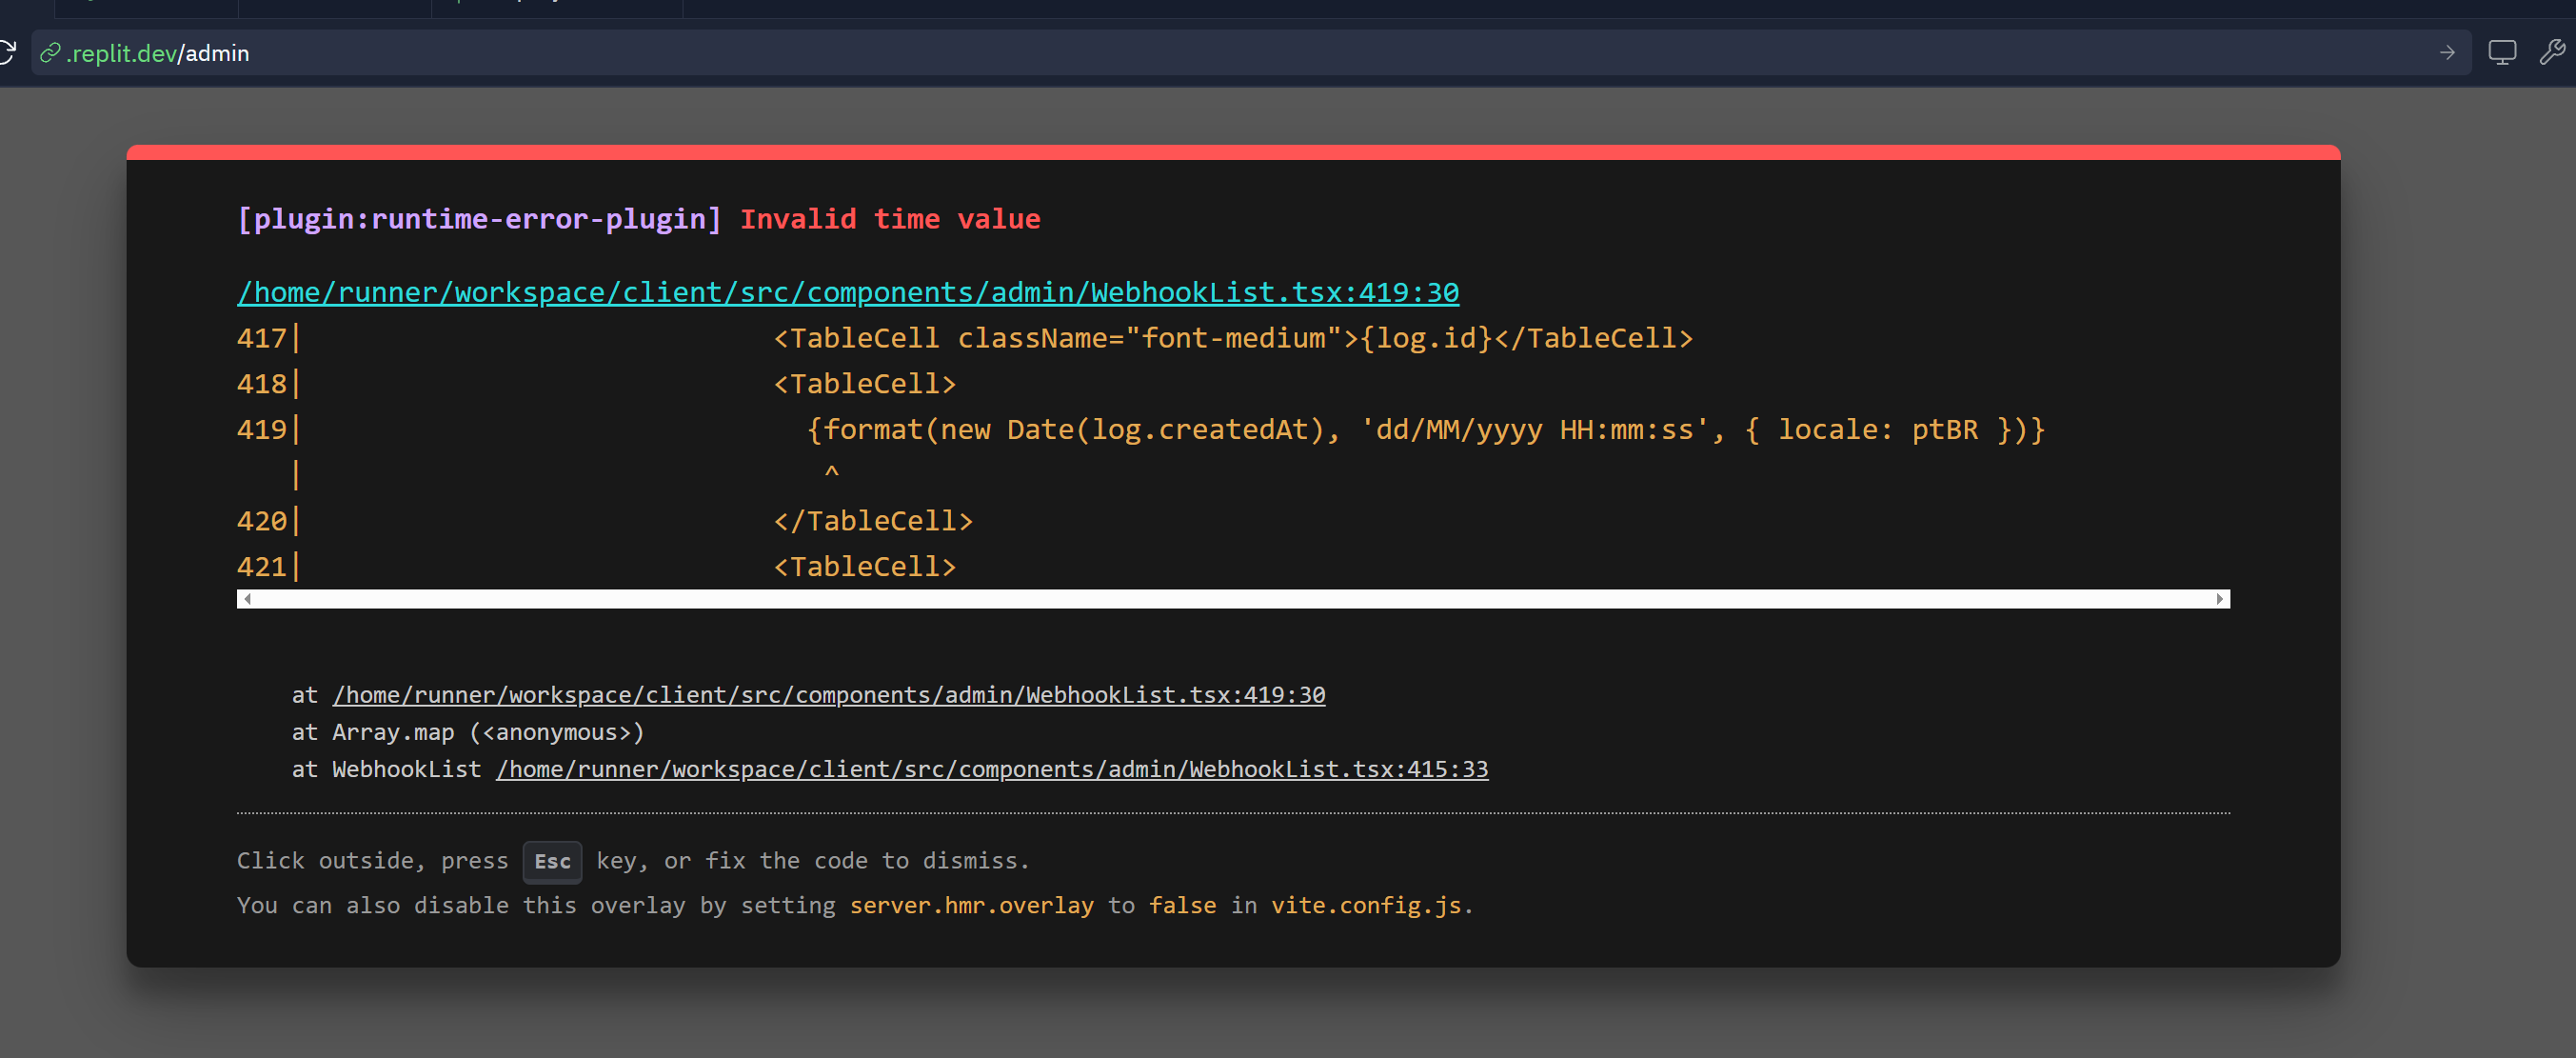 .replit.dev/admin
[plugin:runtime-error-plugin] Invalid time value
/home/runner/workspace/client/src/components/admin/WebhookList.tsx:419:30
417|                             <TableCell className="font-medium">{log.id}</TableCell>
418|                             <TableCell>
419|                               {format(new Date(log.createdAt), 'dd/MM/yyyy HH:mm:ss', { locale: ptBR })}
   |                                ^
420|                             </TableCell>
421|                             <TableCell>
at /home/runner/workspace/client/src/components/admin/WebhookList.tsx:419:30
at Array.map (<anonymous>)
at WebhookList /home/runner/workspace/client/src/components/admin/WebhookList.tsx:415:33
Click outside, press Esc key, or fix the code to dismiss.
You can also disable this overlay by setting server.hmr.overlay to false in vite.config.js.